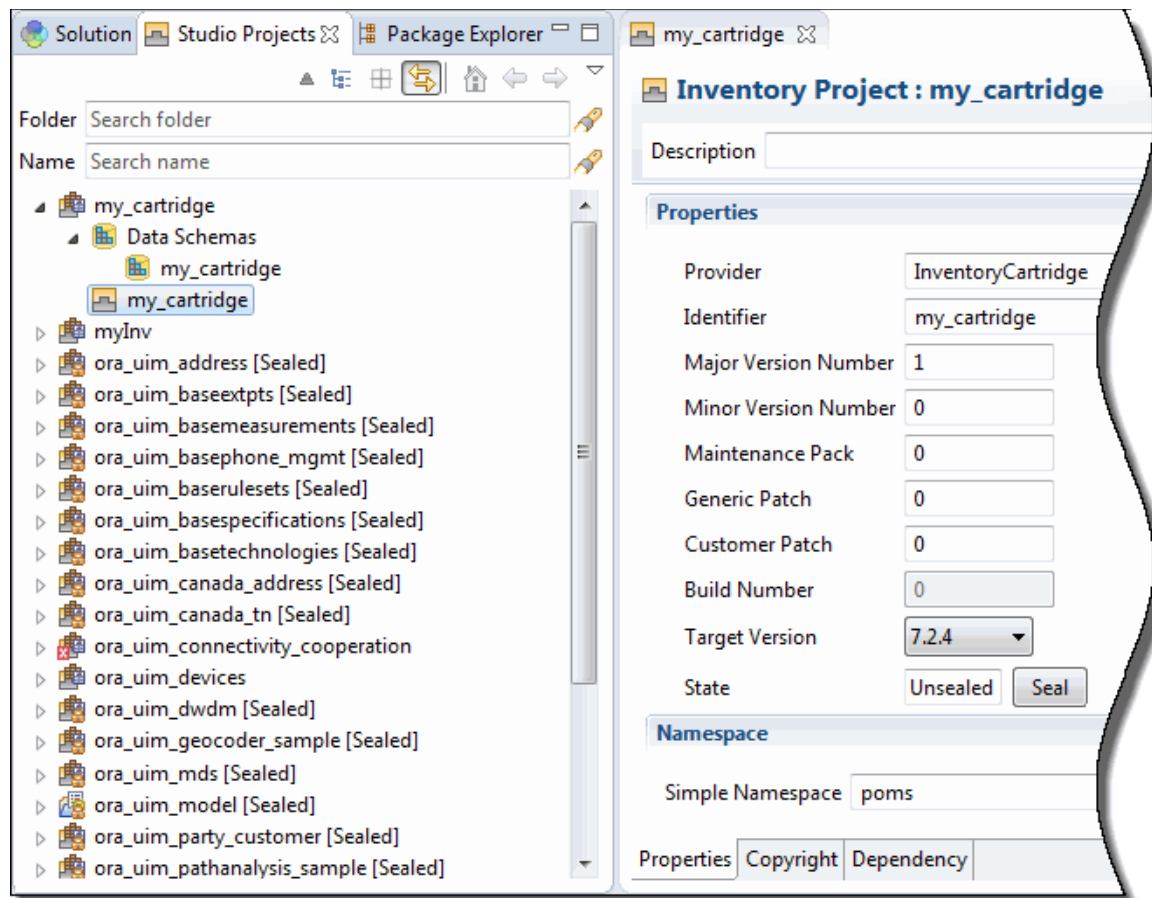 Solution Studio Projects Package Explorer
Folder Search folder
Name Search name
my_cartridge
Data Schemas
my_cartridge
my_cartridge
myInv
ora_uim_address [Sealed]
ora_uim_baseextpts [Sealed]
ora_uim_basemeasurements [Sealed]
ora_uim_basephone_mgmt [Sealed]
ora_uim_baserulesets [Sealed]
ora_uim_basespecifications [Sealed]
ora_uim_basetechnologies [Sealed]
ora_uim_canada_address [Sealed]
ora_uim_canada_tn [Sealed]
ora_uim_connectivity_cooperation
ora_uim_devices
ora_uim_dwdm [Sealed]
ora_uim_geocoder_sample [Sealed]
ora_uim_mds [Sealed]
ora_uim_model [Sealed]
ora_uim_party_customer [Sealed]
ora_uim_pathanalysis_sample [Sealed]
my_cartridge
Inventory Project : my_cartridge
Description
Properties
Provider InventoryCartridge
Identifier my_cartridge
Major Version Number 1
Minor Version Number 0
Maintenance Pack 0
Generic Patch 0
Customer Patch 0
Build Number 0
Target Version 7.2.4
State Unsealed Seal
Namespace
Simple Namespace poms
Properties Copyright Dependency